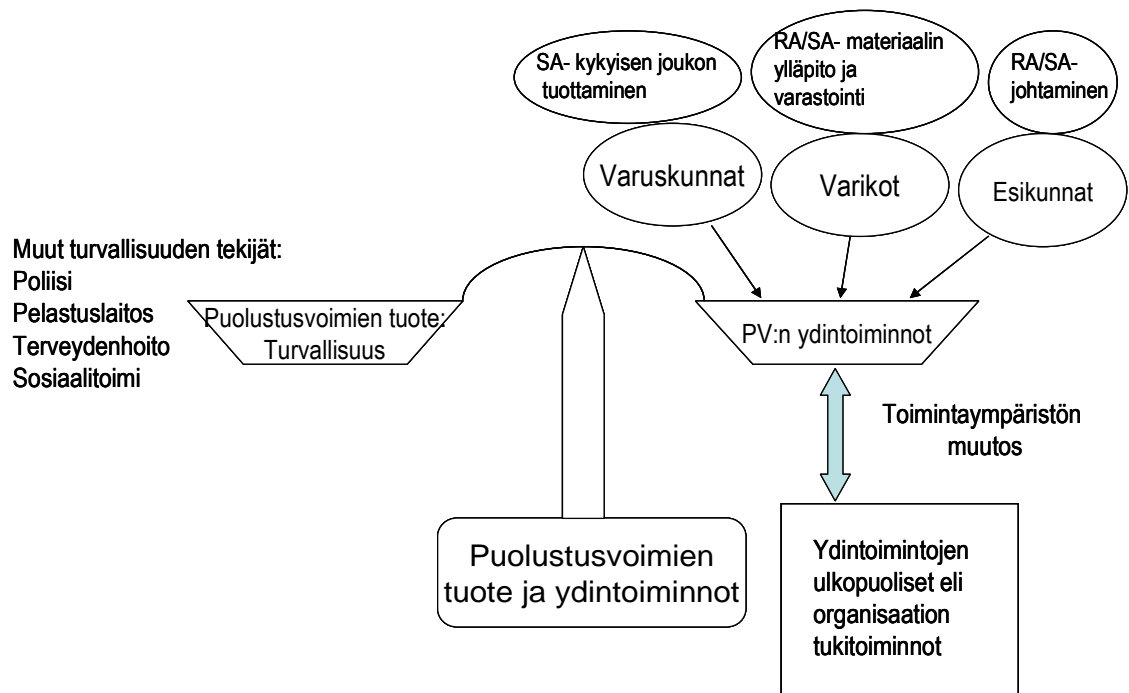 SA- kykyisen joukon
tuottaminen
RA/SA- materiaalin
ylläpito ja
varastointi
RA/SA-
johtaminen
Varuskunnat
Varikot
Esikunnat
Muut turvallisuuden tekijät:
Poliisi
Pelastuslaitos
Terveydenhoito
Sosiaalitoimi
Puolustusvoimien tuote:
Turvallisuus
PV:n ydintoiminnot
Toimintaympäristön
muutos
Puolustusvoimien
tuote ja ydintoiminnot
Ydintoimintojen
ulkopuoliset eli
organisaation
tukitoiminnot